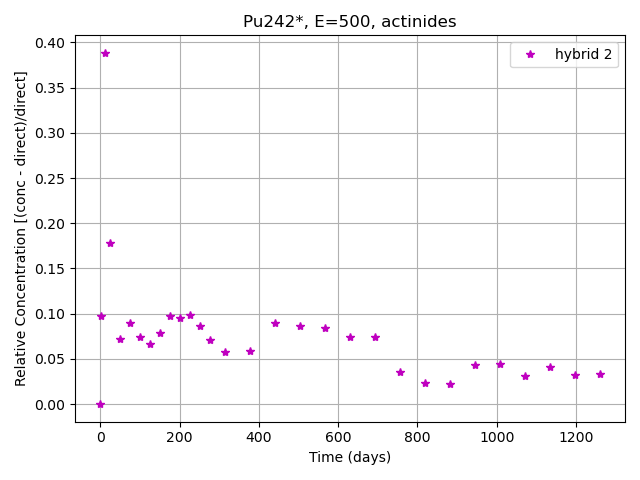 Pu242*, E=500, actinides
hybrid 2
Relative Concentration [(conc - direct)/direct]
0.40
0.35
0.30
0.25
0.20
0.15
0.10
0.05
0.00
0 200 400 600 800 1000 1200
Time (days)